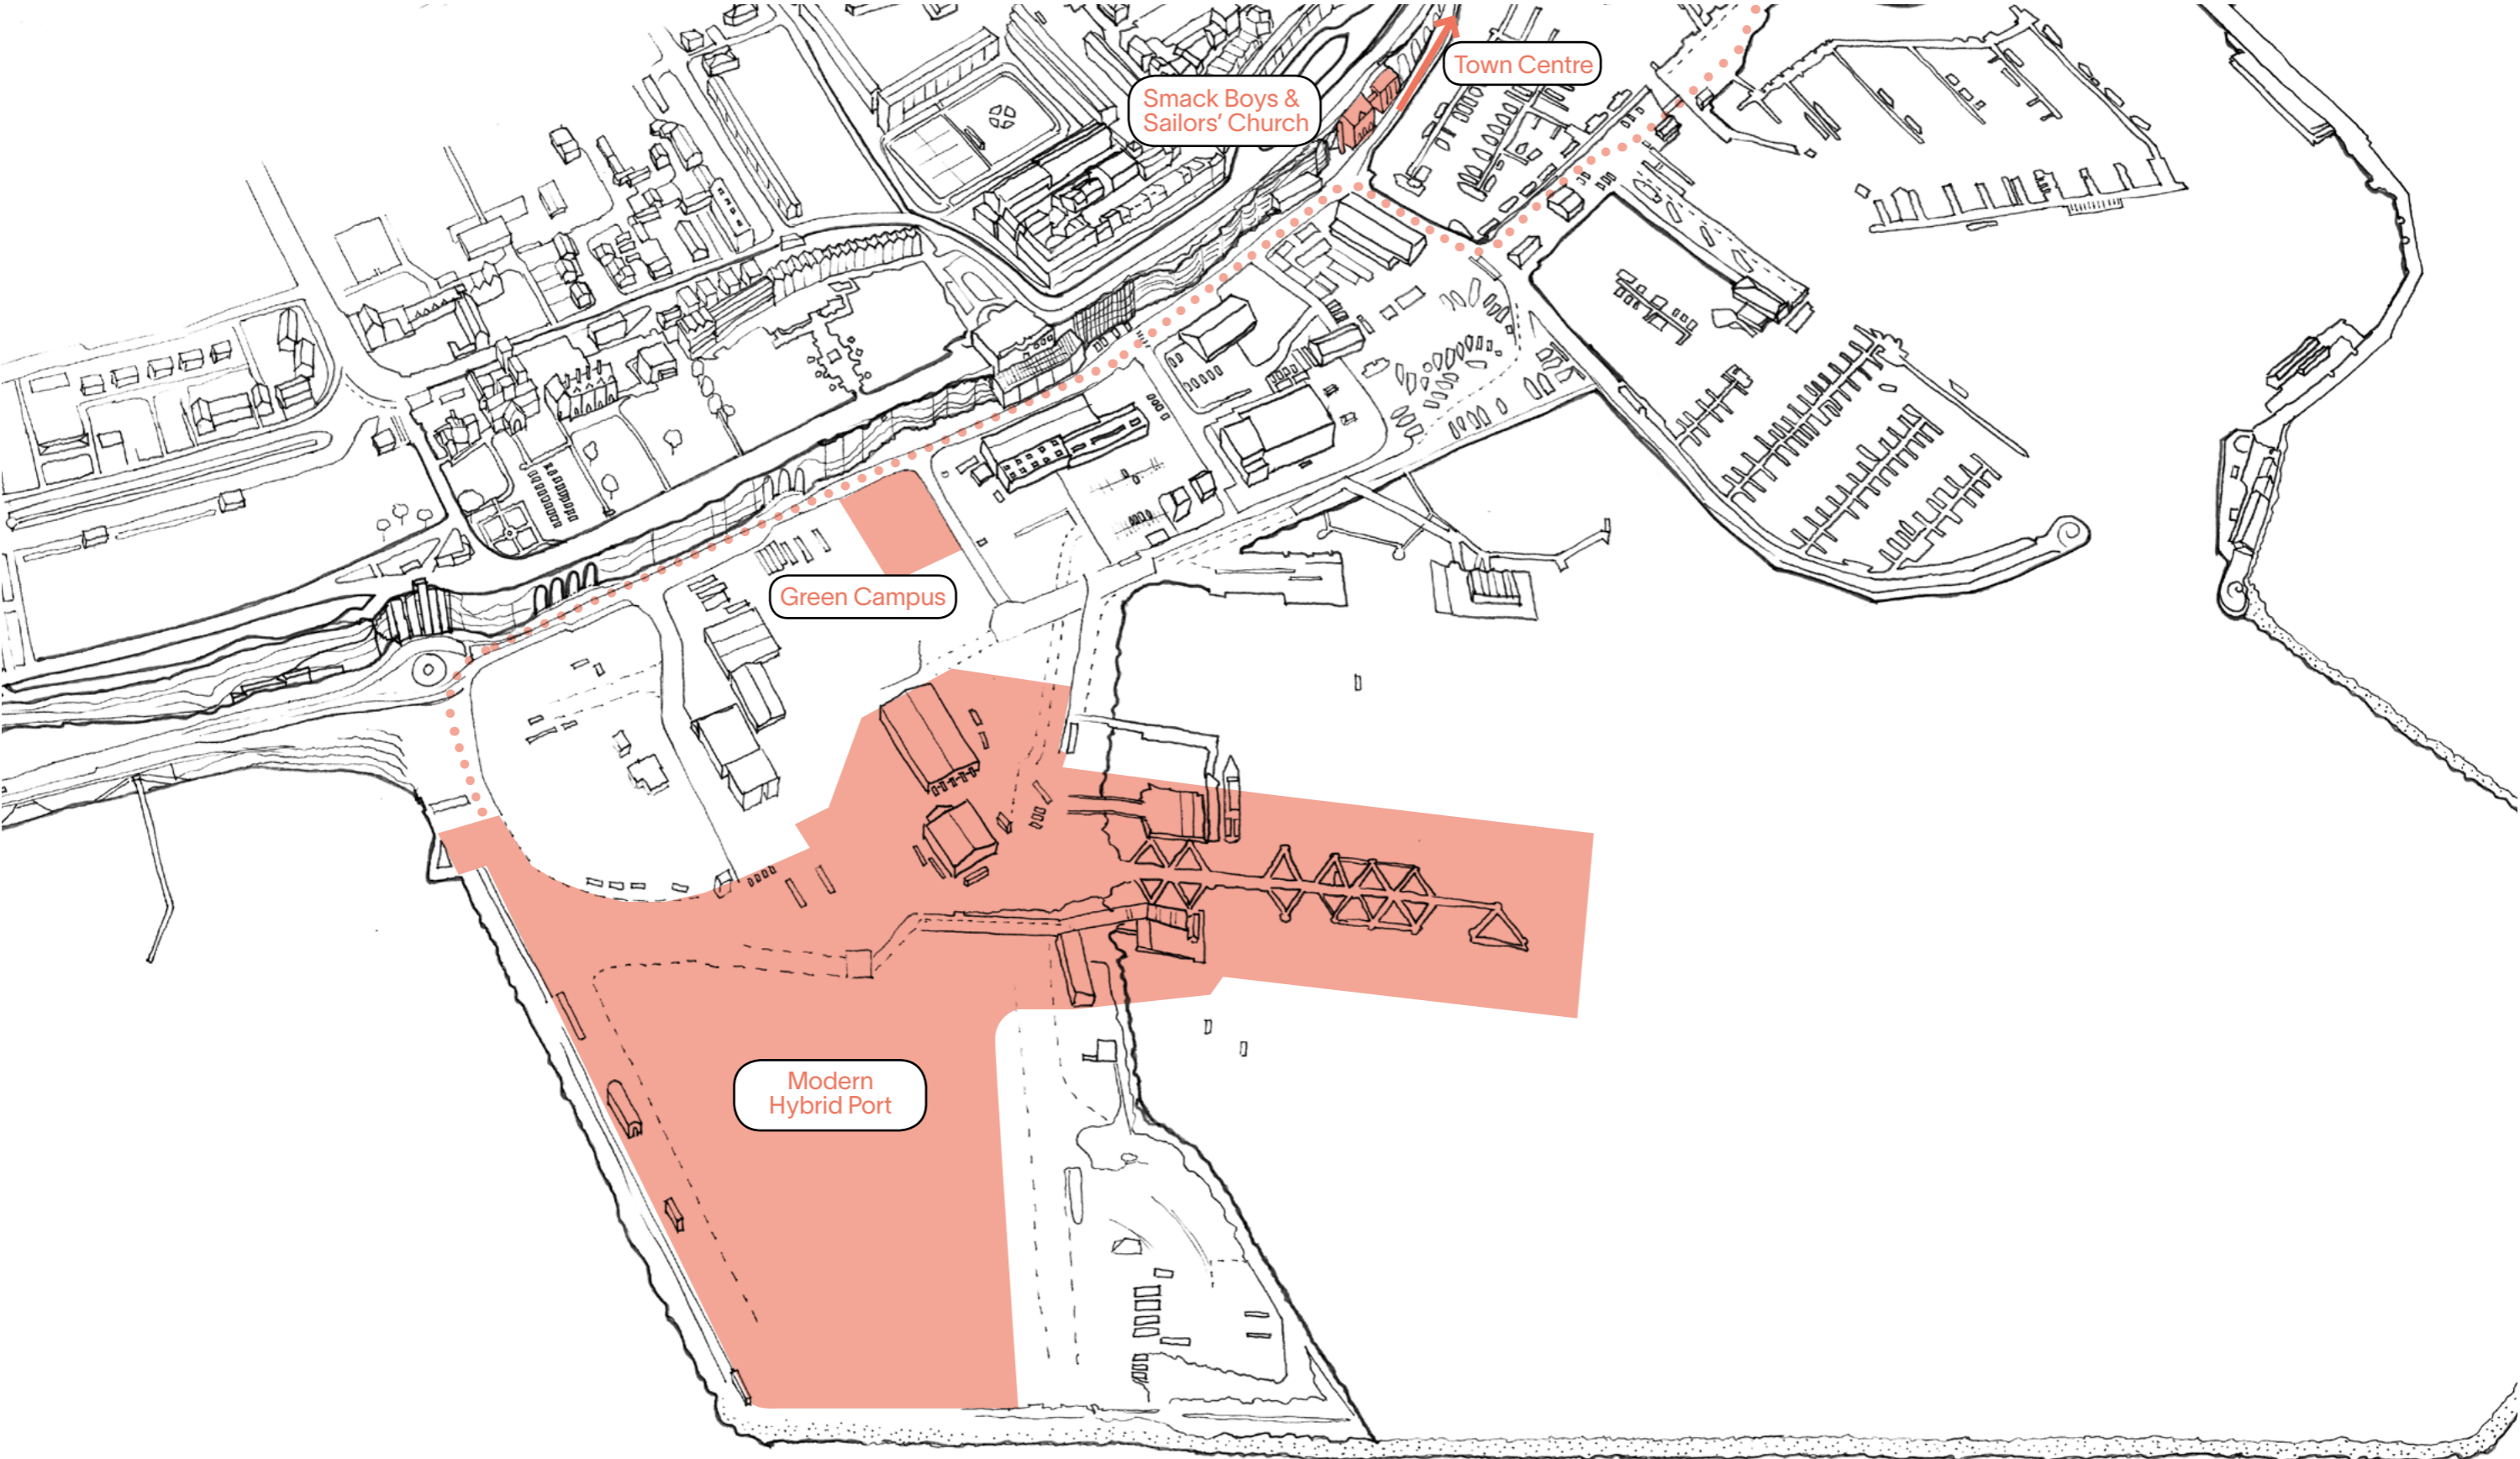 Town Centre
Smack Boys &
Sailors’ Church
Green Campus
Modern
Hybrid Port